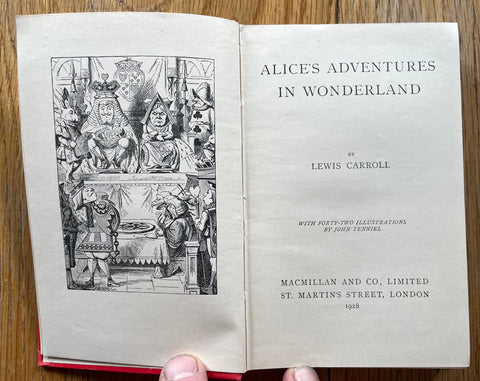 ALICE'S ADVENTURES
IN WONDERLAND
BY
LEWIS CARROLL
WITH FORTY-TWO ILLUSTRATIONS
BY JOHN TENNIEL
MACMILLAN AND CO., LIMITED
ST. MARTIN'S STREET, LONDON
1928